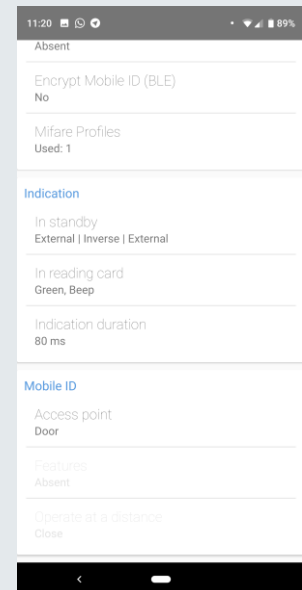 11:20
89%
Absent
Encrypt Mobile ID (BLE)
No
Mifare Profiles
Used: 1
Indication
In standby
External | Inverse | External
In reading card
Green, Beep
Indication duration
80 ms
Mobile ID
Access point
Door
Features
Absent
Operate at a distance
Close